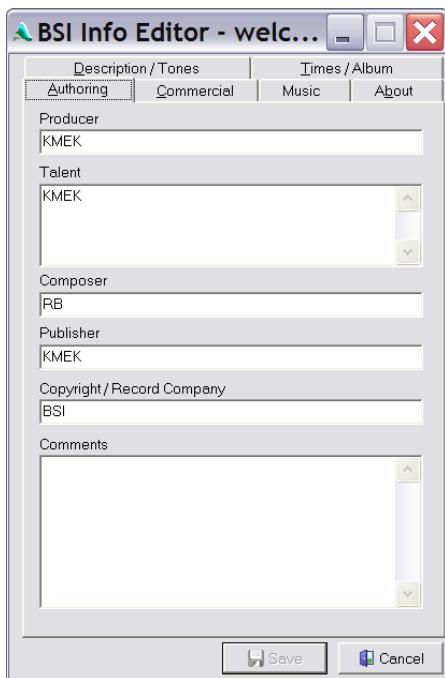 BSI Info Editor - welc...
Description / Tones
Times / Album
Authoring
Commercial
Music
About
Producer
KMEK
Talent
KMEK
Composer
RB
Publisher
KMEK
Copyright / Record Company
BSI
Comments
Save
Cancel